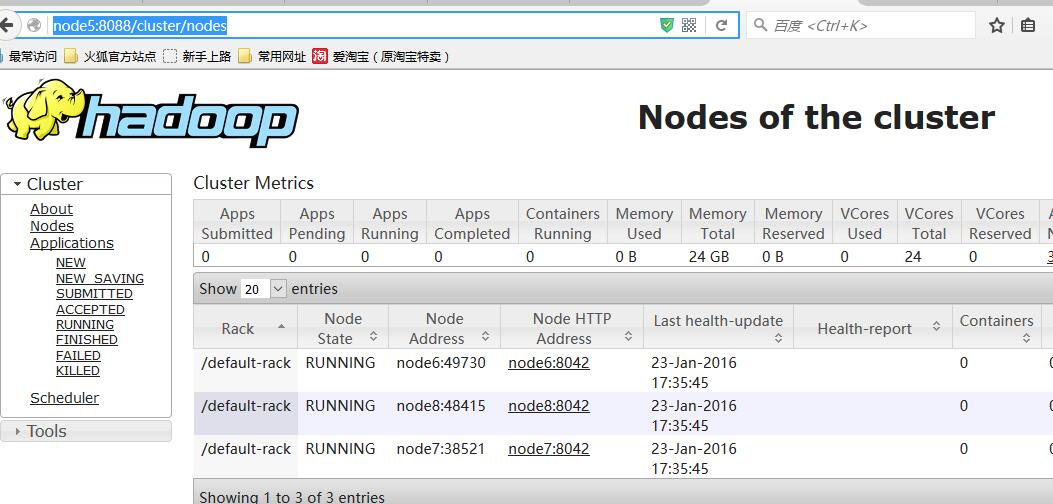 node5:8088/cluster/nodes
百度 <Ctrl+K>
最常访问 火狐官方站点 新手上路 常用网址 淘 爱淘宝（原淘宝特卖）
hadoop
Nodes of the cluster
Cluster
About
Nodes
Applications
NEW
NEW_SAVING
SUBMITTED
ACCEPTED
RUNNING
FINISHED
FAILED
KILLED
Scheduler
Tools
Cluster Metrics
Apps Apps Apps Apps Containers Memory Memory Memory VCores VCores VCores
Submitted Pending Running Completed Running Used Total Reserved Used Total Reserved
0 0 0 0 0 0 B 24 GB 0 B 0 24 0 3
Show 20 entries
Rack Node State Node Address Node HTTP Address Last health-update Health-report Containers
/default-rack RUNNING node6:49730 node6:8042 23-Jan-2016 0
17:35:45
/default-rack RUNNING node8:48415 node8:8042 23-Jan-2016 0
17:35:45
/default-rack RUNNING node7:38521 node7:8042 23-Jan-2016 0
17:35:45
Showing 1 to 3 of 3 entries